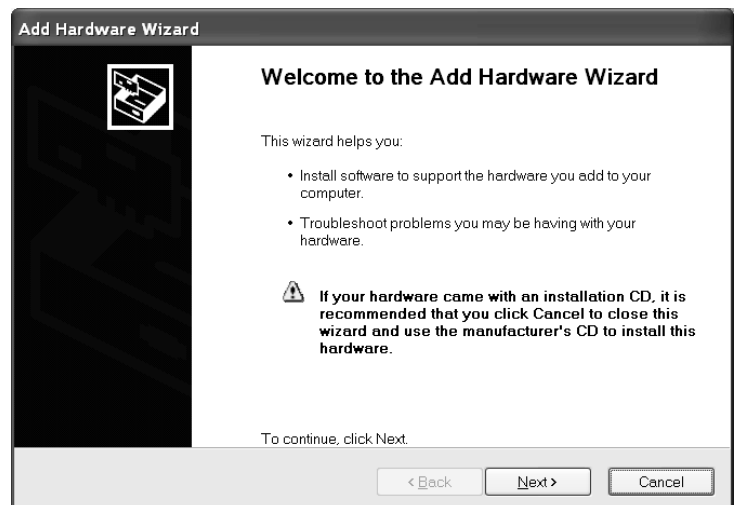 Add Hardware Wizard
Welcome to the Add Hardware Wizard
This wizard helps you:
• Install software to support the hardware you add to your
computer.
• Troubleshoot problems you may be having with your
hardware.
If your hardware came with an installation CD, it is
recommended that you click Cancel to close this
wizard and use the manufacturer's CD to install this
hardware.
To continue, click Next.
< Back Next > Cancel